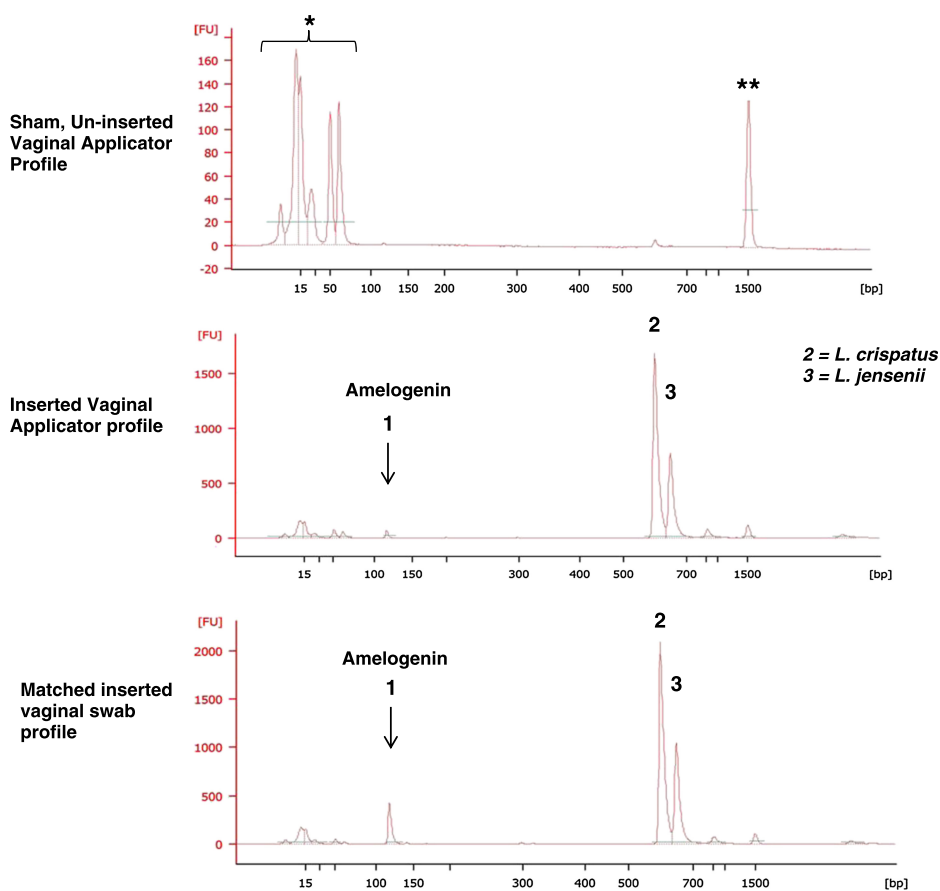 *
[FU]
160
140
120
100
80
60
40
20
0
-20
**
Sham, Un-inserted
Vaginal Applicator
Profile
15 50 100 150 200 300 400 500 700 1500 [bp]
[FU]
1500
1000
500
0
2
3
2 = L. crispatus
3 = L. jensenii
Amelogenin
1
Inserted Vaginal
Applicator profile
15 100 150 300 400 500 700 1500 [bp]
[FU]
2000
1500
1000
500
0
2
3
Amelogenin
1
Matched inserted
vaginal swab
profile
15 100 150 300 400 500 700 1500 [bp]